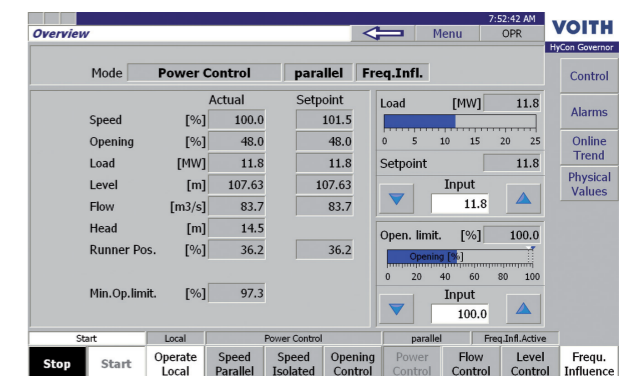 7:52:42 AM
Overview Menu OPR
VOITH
HyCon Governor
Mode Power Control parallel Freq.Infl.
Control
Alarms
Online
Trend
Physical
Values
Actual Setpoint
Speed [%] 100.0 101.5
Opening [%] 48.0 48.0
Load [MW] 11.8 11.8
Level [m] 107.63 107.63
Flow [m3/s] 83.7 83.7
Head [m] 14.5
Runner Pos. [%] 36.2 36.2
Min.Op.limit. [%] 97.3
Load [MW] 11.8
0 5 10 15 20 25
Setpoint 11.8
Input
11.8
Open. limit. [%] 100.0
Opening [%]
0 20 40 60 80 100
Input
100.0
Start Local Power Control parallel Freq.Infl.Active
Stop Start Operate Speed Speed Opening Power Flow Level Frequ.
Local Parallel Isolated Control Control Control Control Influence